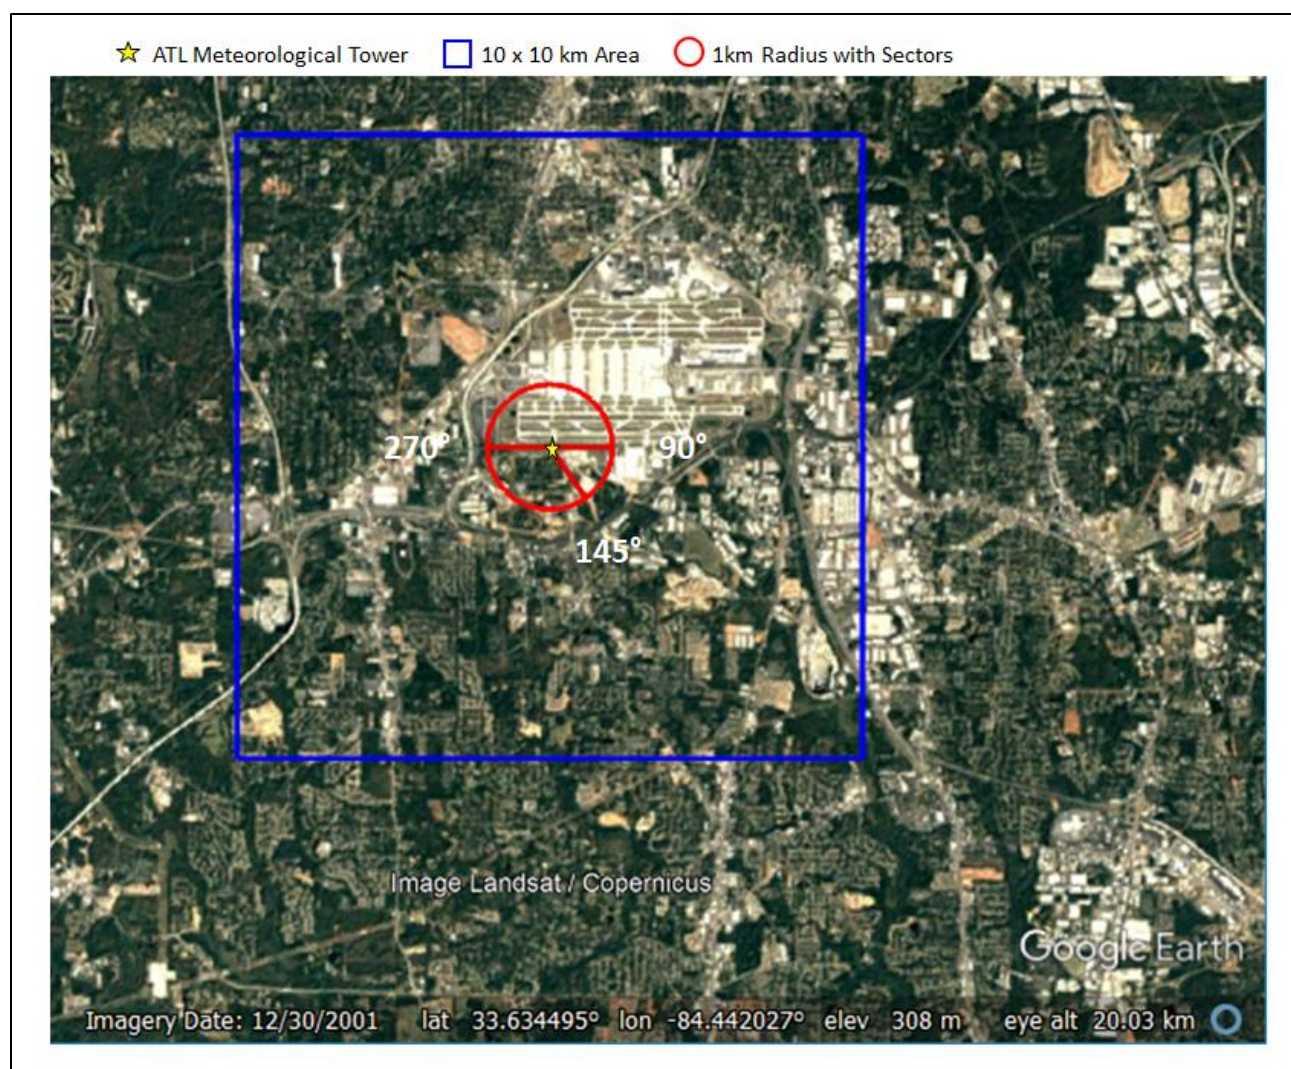 ATL Meteorological Tower 10 x 10 km Area 1km Radius with Sectors
270° 90°
145°
Image Landsat / Copernicus
Google Earth
Imagery Date: 12/30/2001 lat 33.634495° lon -84.442027° elev 308 m eye alt 20.03 km